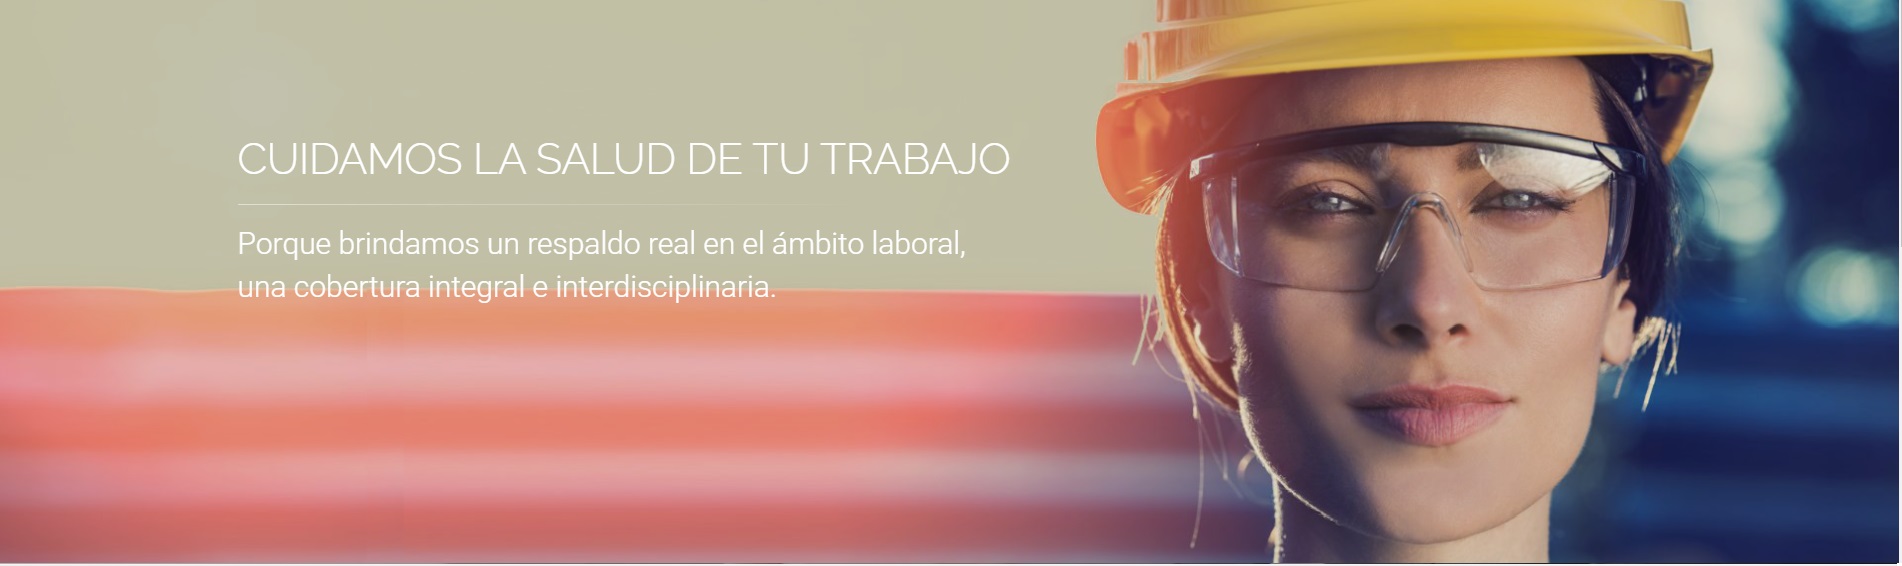 CUIDAMOS LA SALUD DE TU TRABAJO
Porque brindamos un respaldo real en el ámbito laboral,
una cobertura integral e interdisciplinaria.